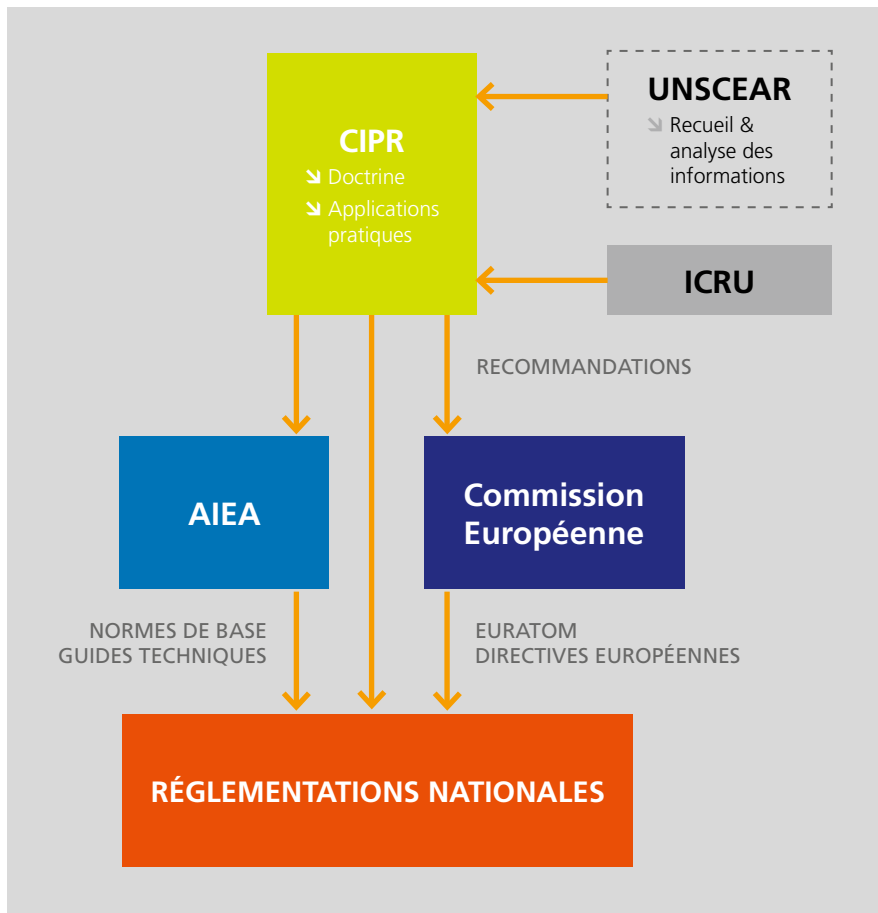 CIPR
Doctrine
Applications
pratiques
UNSCEAR
Recueil &
analyse des
informations
ICRU
RECOMMANDATIONS
AIEA
Commission
Européenne
NORMES DE BASE
GUIDES TECHNIQUES
EURATOM
DIRECTIVES EUROPÉENNES
RÉGLEMENTATIONS NATIONALES